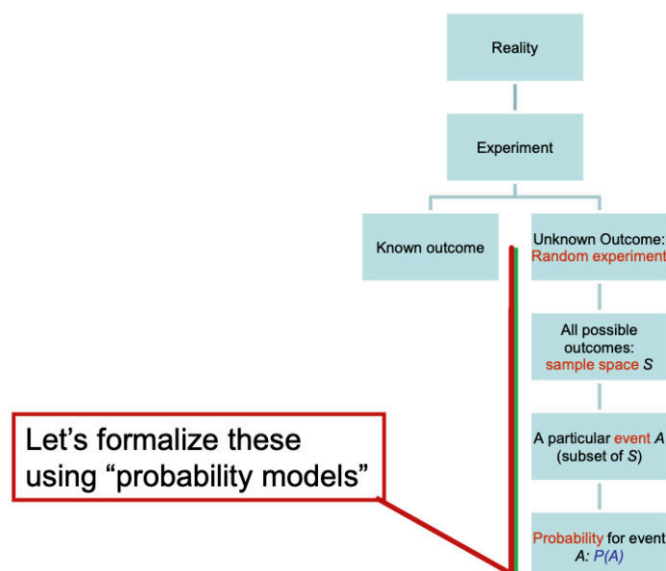 Reality
Experiment
Known outcome
Unknown Outcome:
Random experiment
All possible
outcomes:
sample space S
A particular event A
(subset of S)
Probability for event
A: P(A)
Let's formalize these
using “probability models”